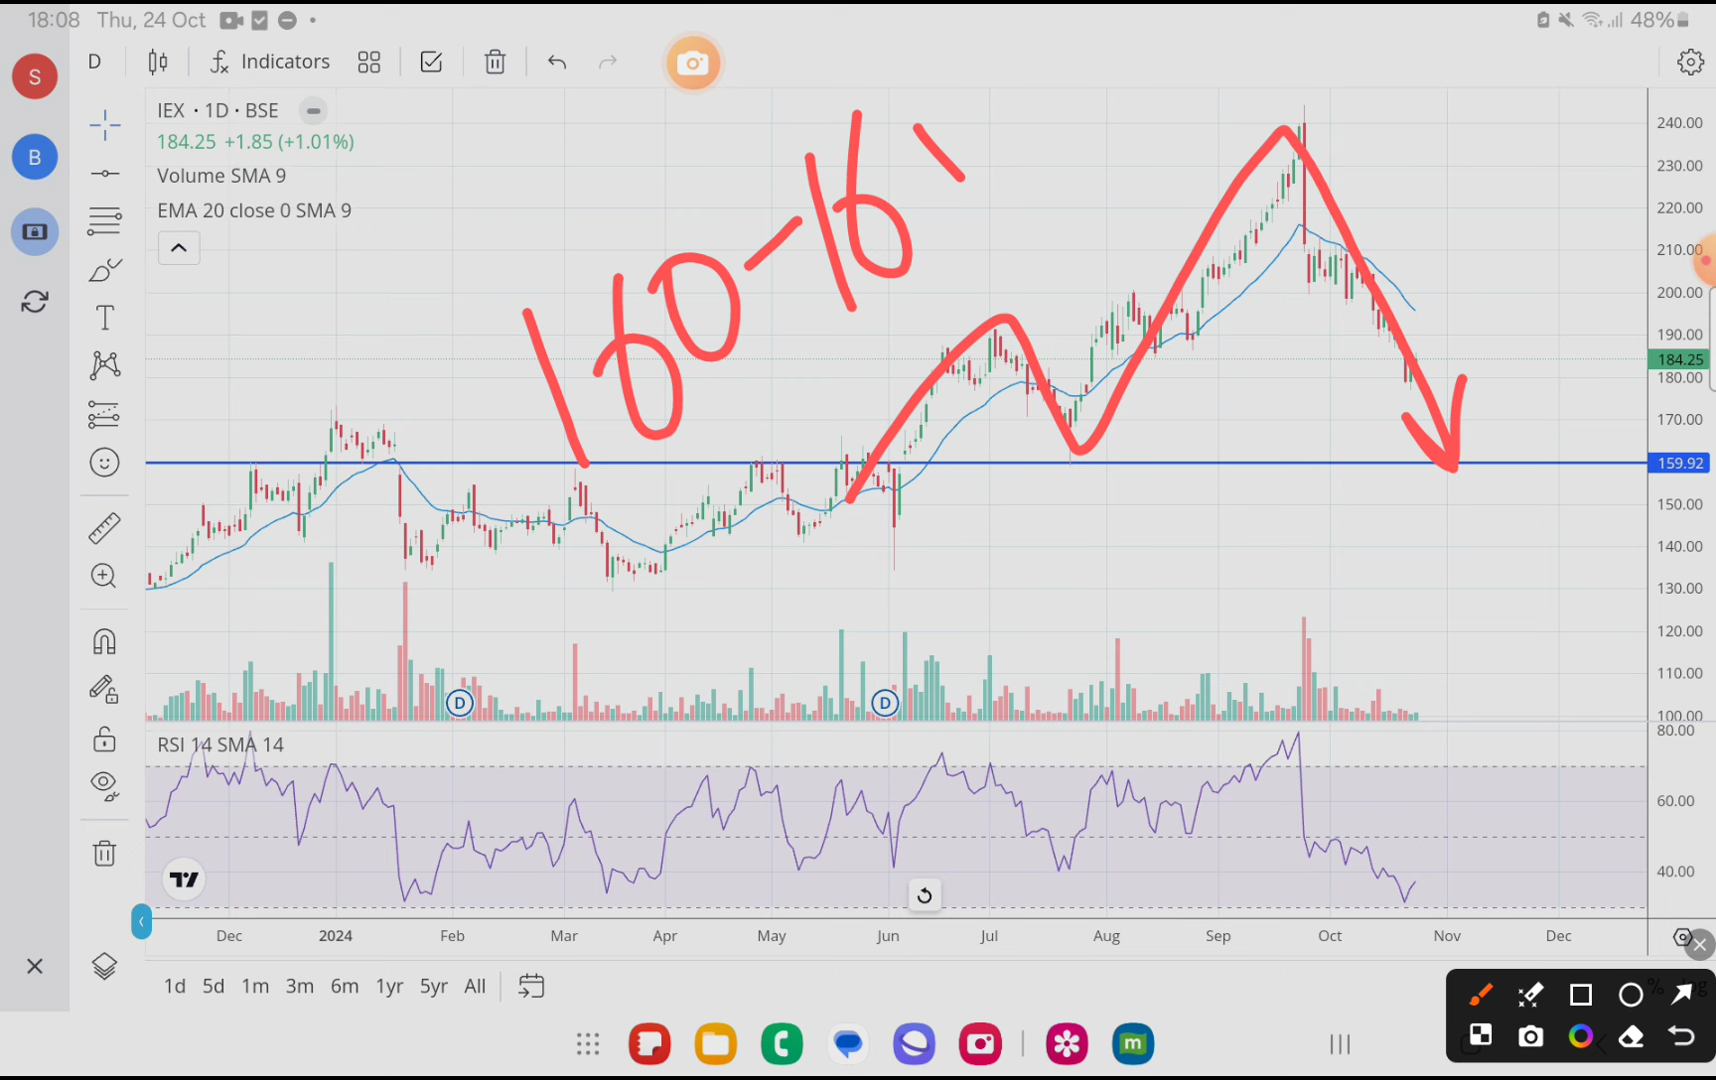 18:08 Thu, 24 Oct
48%
S
D
Indicators
B
IEX · 1D · BSE
184.25 +1.85 (+1.01%)
Volume SMA 9
EMA 20 close 0 SMA 9
T
160-16
240.00
230.00
220.00
210.00
200.00
190.00
184.25
180.00
170.00
159.92
150.00
140.00
130.00
120.00
110.00
100.00
D
D
RSI 14 SMA 14
80.00
60.00
40.00
Dec 2024 Feb Mar Apr May Jun Jul Aug Sep Oct Nov Dec
1d 5d 1m 3m 6m 1yr 5yr All
%
m